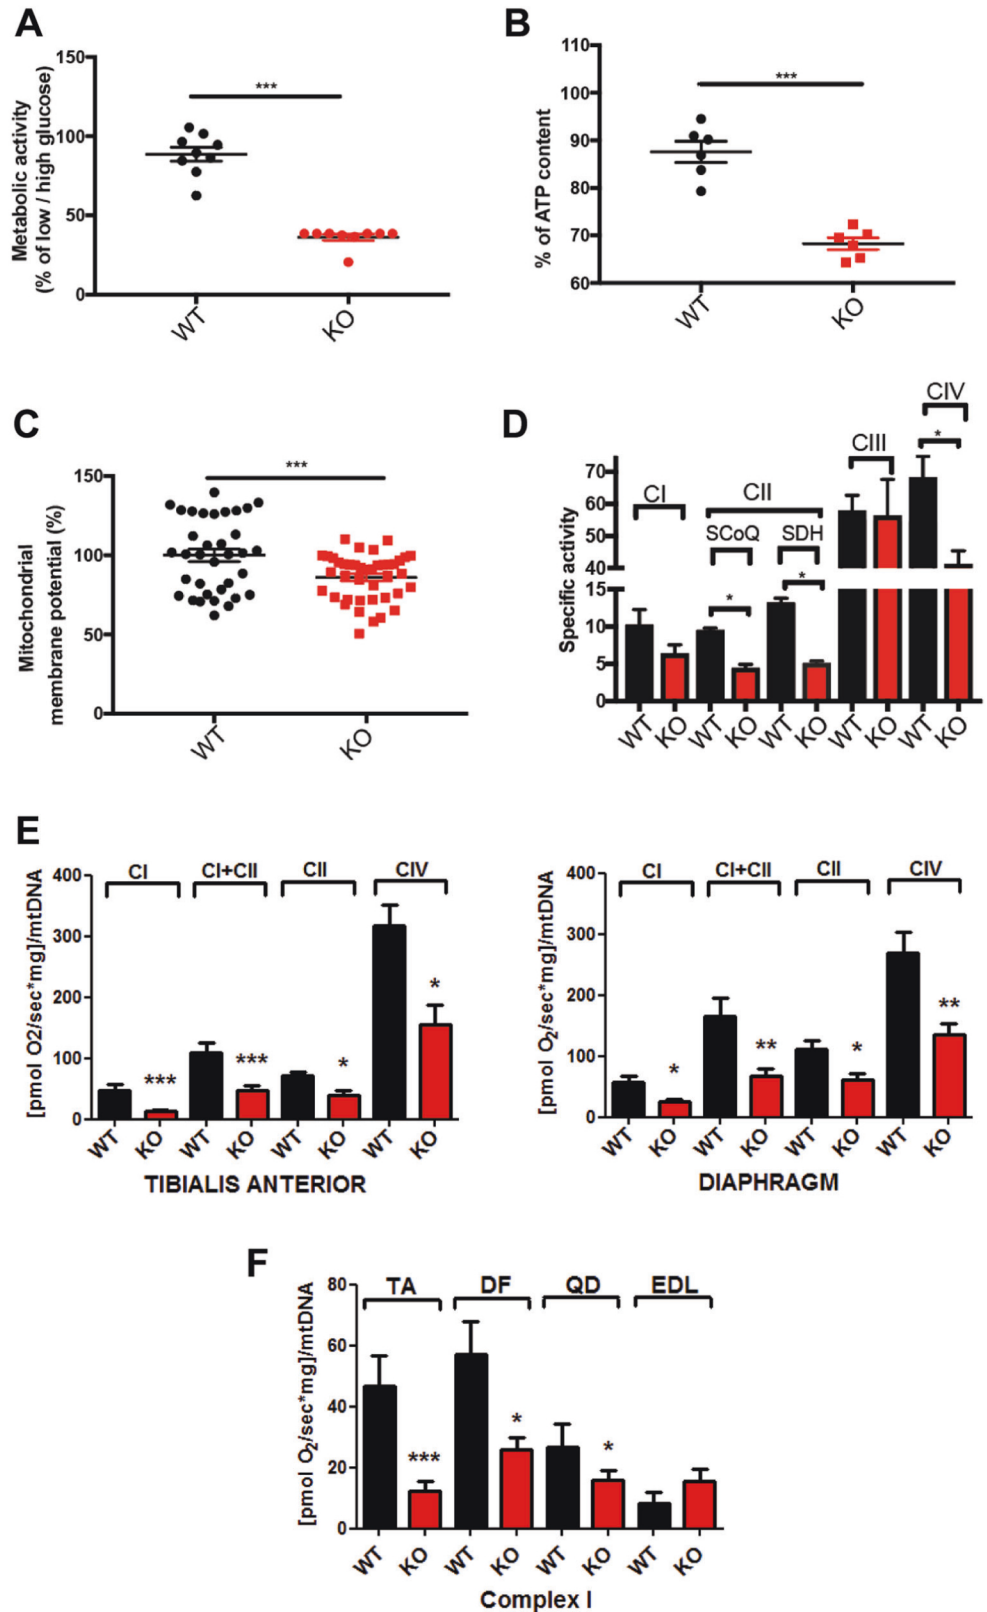 A
Metabolic activity
(% of low / high glucose)
150
100
50
0
***
WT
KO
B
% of ATP content
110
100
90
80
70
60
***
WT
KO
C
Mitochondrial
membrane potential (%)
150
100
50
0
***
WT
KO
D
Specific activity
70
60
50
40
15
10
5
0
CI
CII
SCoQ
SDH
CIII
CIV
*
*
*
WT KO WT KO WT KO WT KO WT KO
E
[pmol O2/sec*mg]/mtDNA
400
300
200
100
0
CI
CI+CII
CII
CIV
***
***
*
*
WT KO WT KO WT KO WT KO
TIBIALIS ANTERIOR
[pmol O₂/sec*mg]/mtDNA
400
300
200
100
0
CI
CI+CII
CII
CIV
*
**
*
**
WT KO WT KO WT KO WT KO
DIAPHRAGM
F
[pmol O₂/sec*mg]/mtDNA
80
60
40
20
0
TA
DF
QD
EDL
***
*
*
WT KO WT KO WT KO WT KO
Complex I